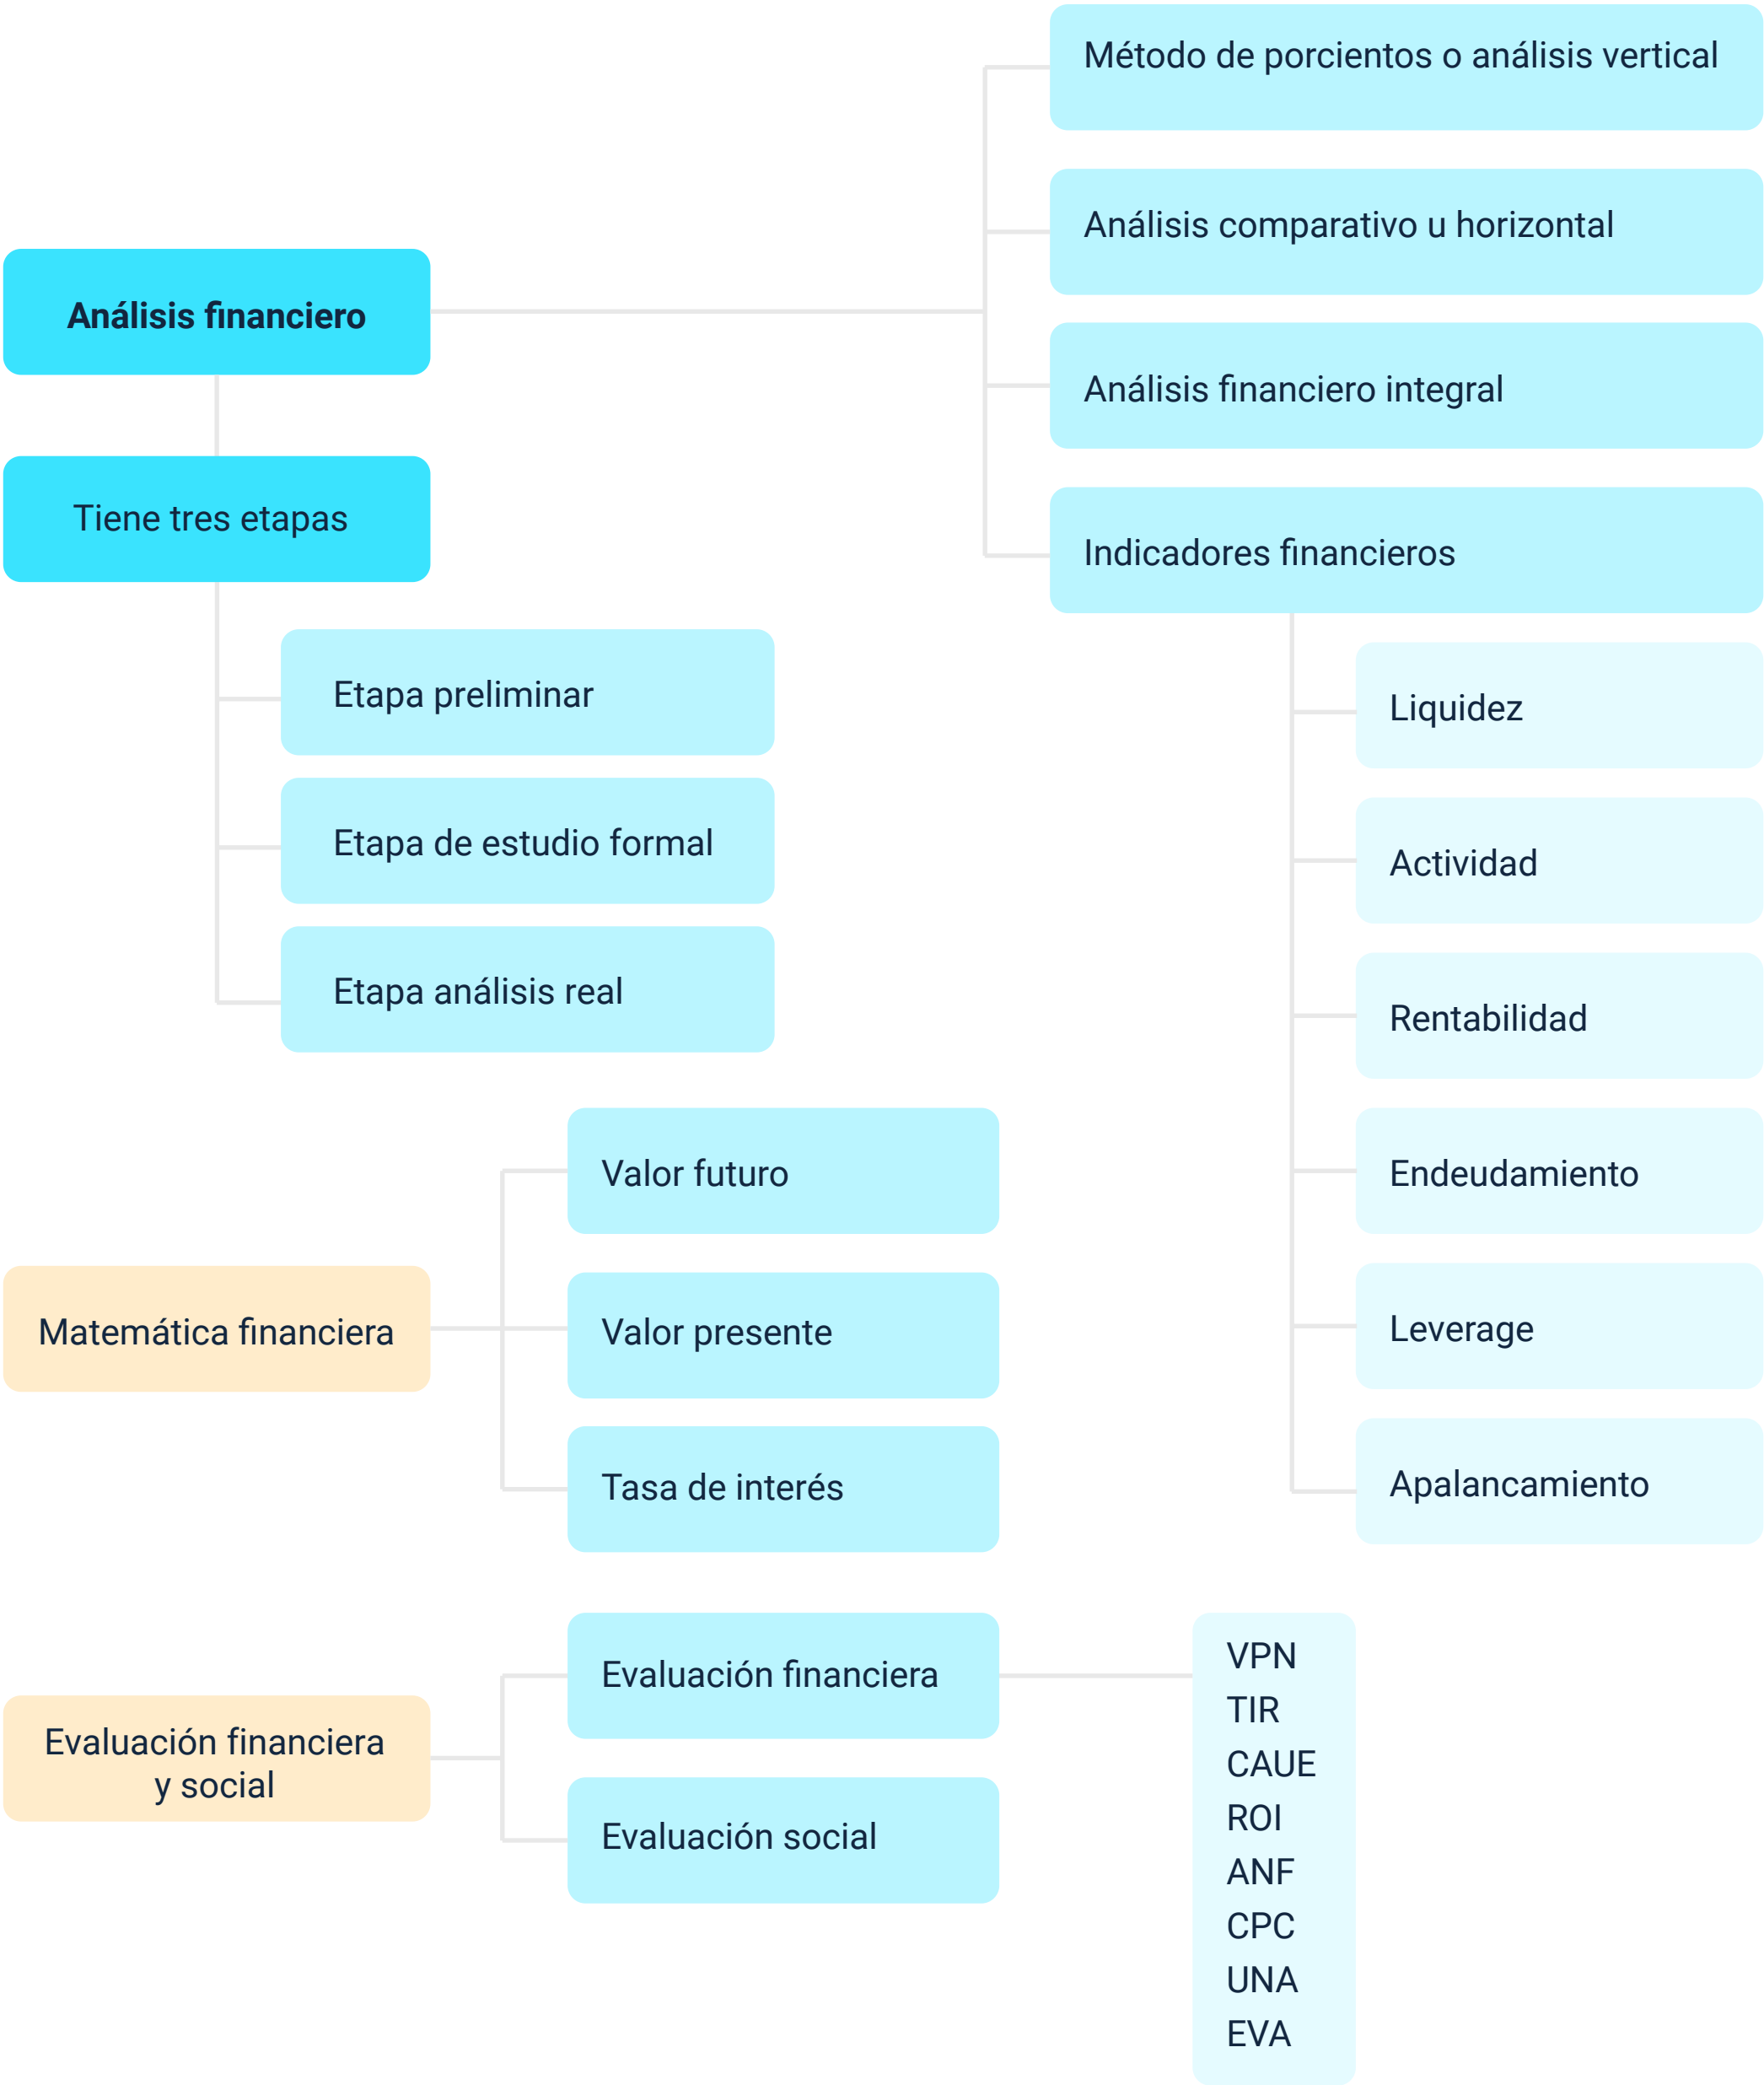 Análisis financiero
Método de porcientos o análisis vertical
Análisis comparativo u horizontal
Análisis financiero integral
Indicadores financieros
Liquidez
Actividad
Rentabilidad
Endeudamiento
Leverage
Apalancamiento
Tiene tres etapas
Etapa preliminar
Etapa de estudio formal
Etapa análisis real
Matemática financiera
Valor futuro
Valor presente
Tasa de interés
Evaluación financiera
y social
Evaluación financiera
VPN
TIR
CAUE
ROI
ANF
CPC
UNA
EVA
Evaluación social